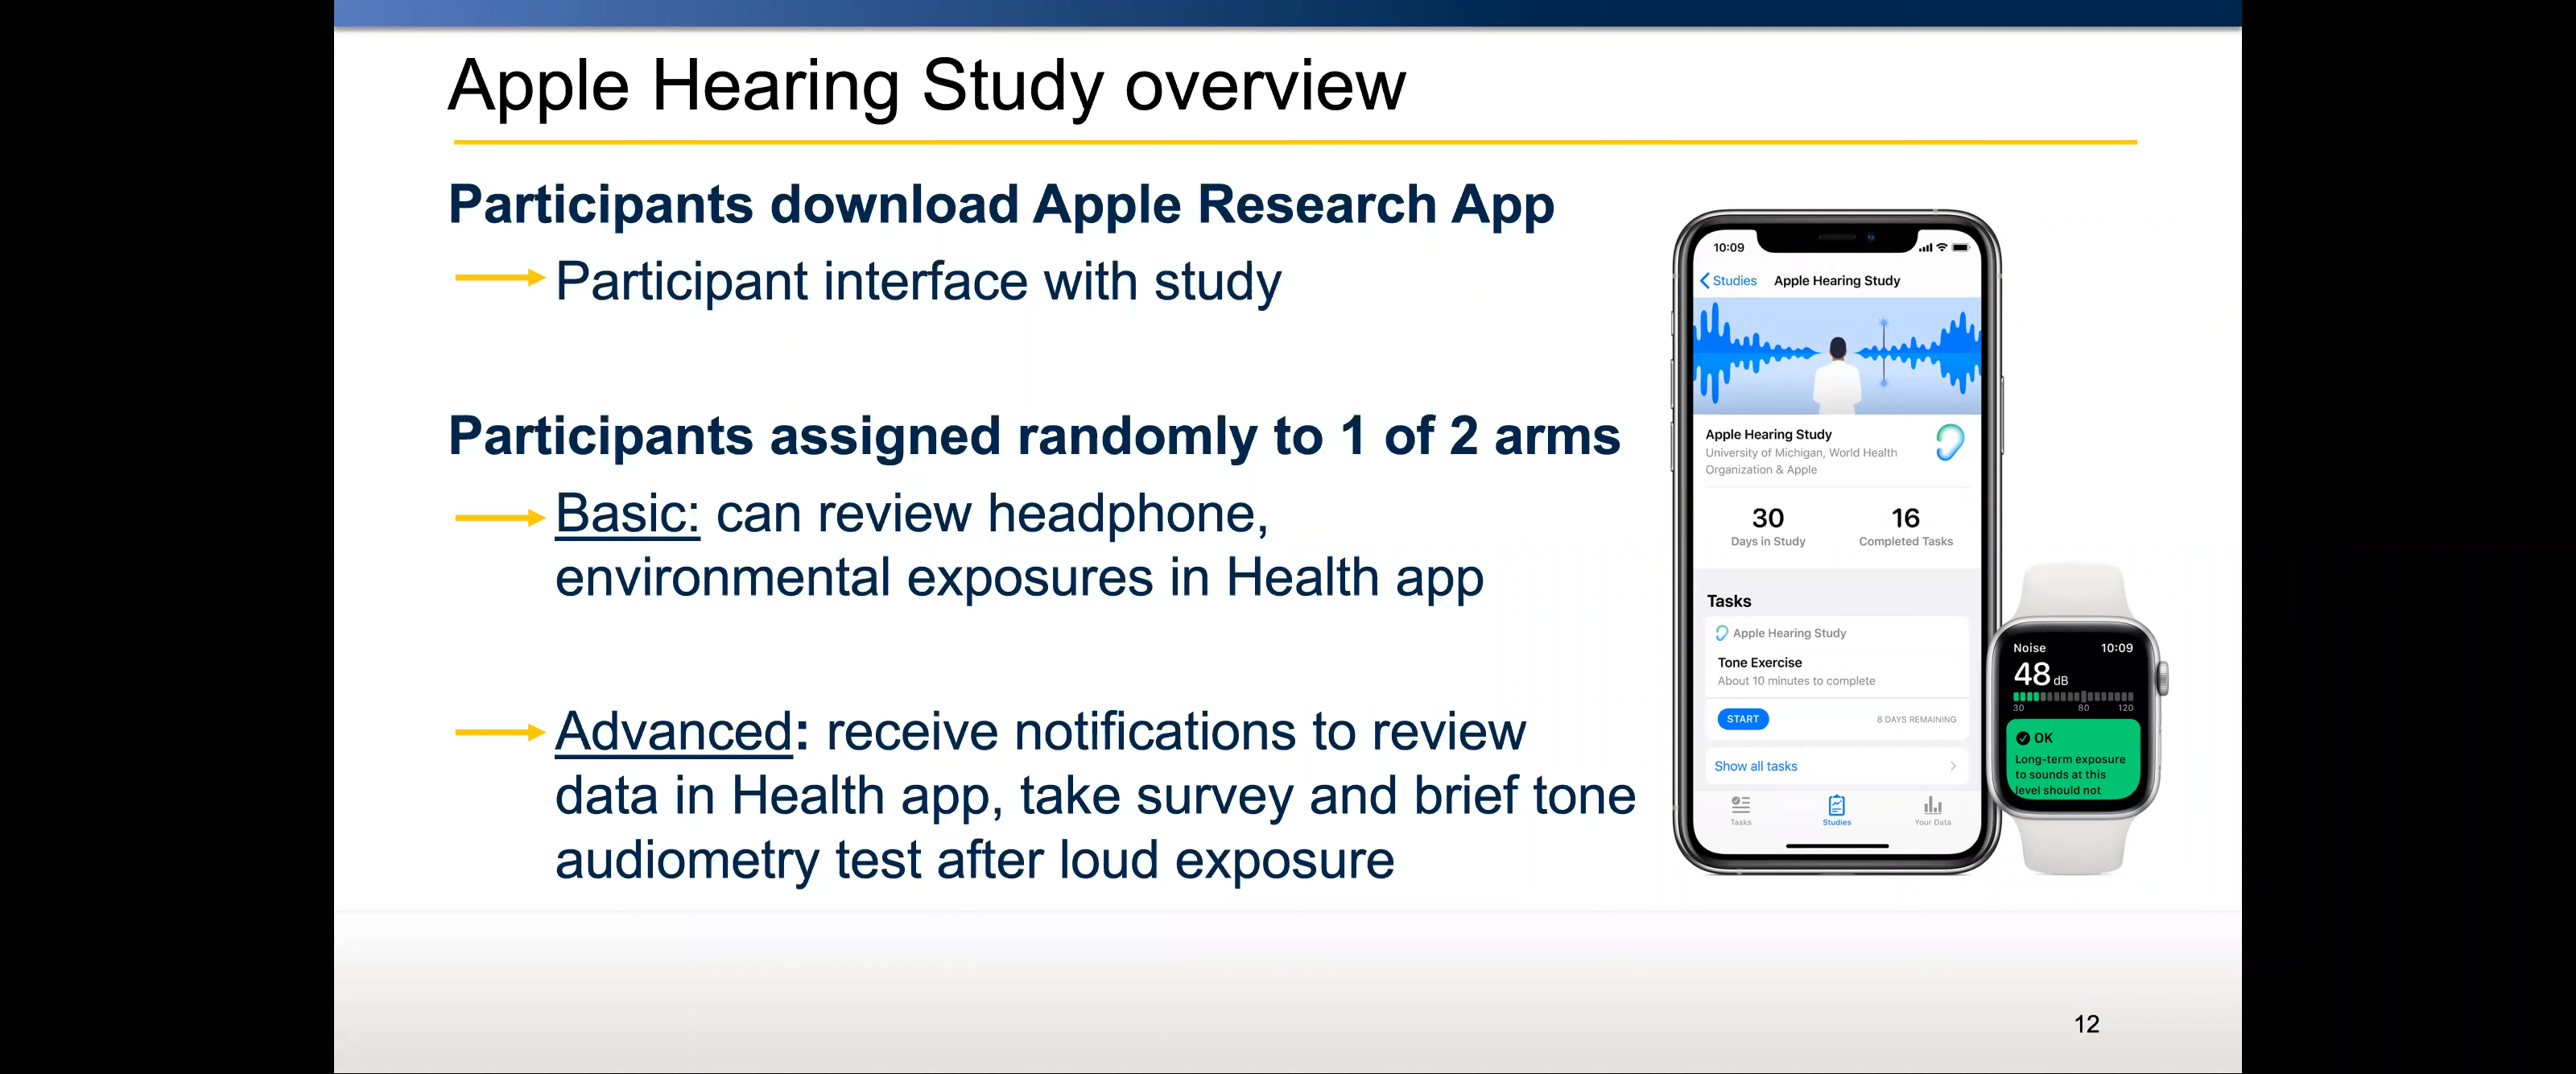 Apple Hearing Study overview
Participants download Apple Research App
Participant interface with study
Participants assigned randomly to 1 of 2 arms
Basic: can review headphone,
environmental exposures in Health app
Advanced: receive notifications to review
data in Health app, take survey and brief tone
audiometry test after loud exposure
10:09
Studies Apple Hearing Study
Apple Hearing Study
University of Michigan, World Health
Organization & Apple
30 16
Days in Study Completed Tasks
Tasks
Apple Hearing Study
Tone Exercise
About 10 minutes to complete
START 8 DAYS REMAINING
Show all tasks
Tasks Studies Your Data
Noise 10:09
48 dB
30 80 120
OK
Long-term exposure
to sounds at this
level should not
12